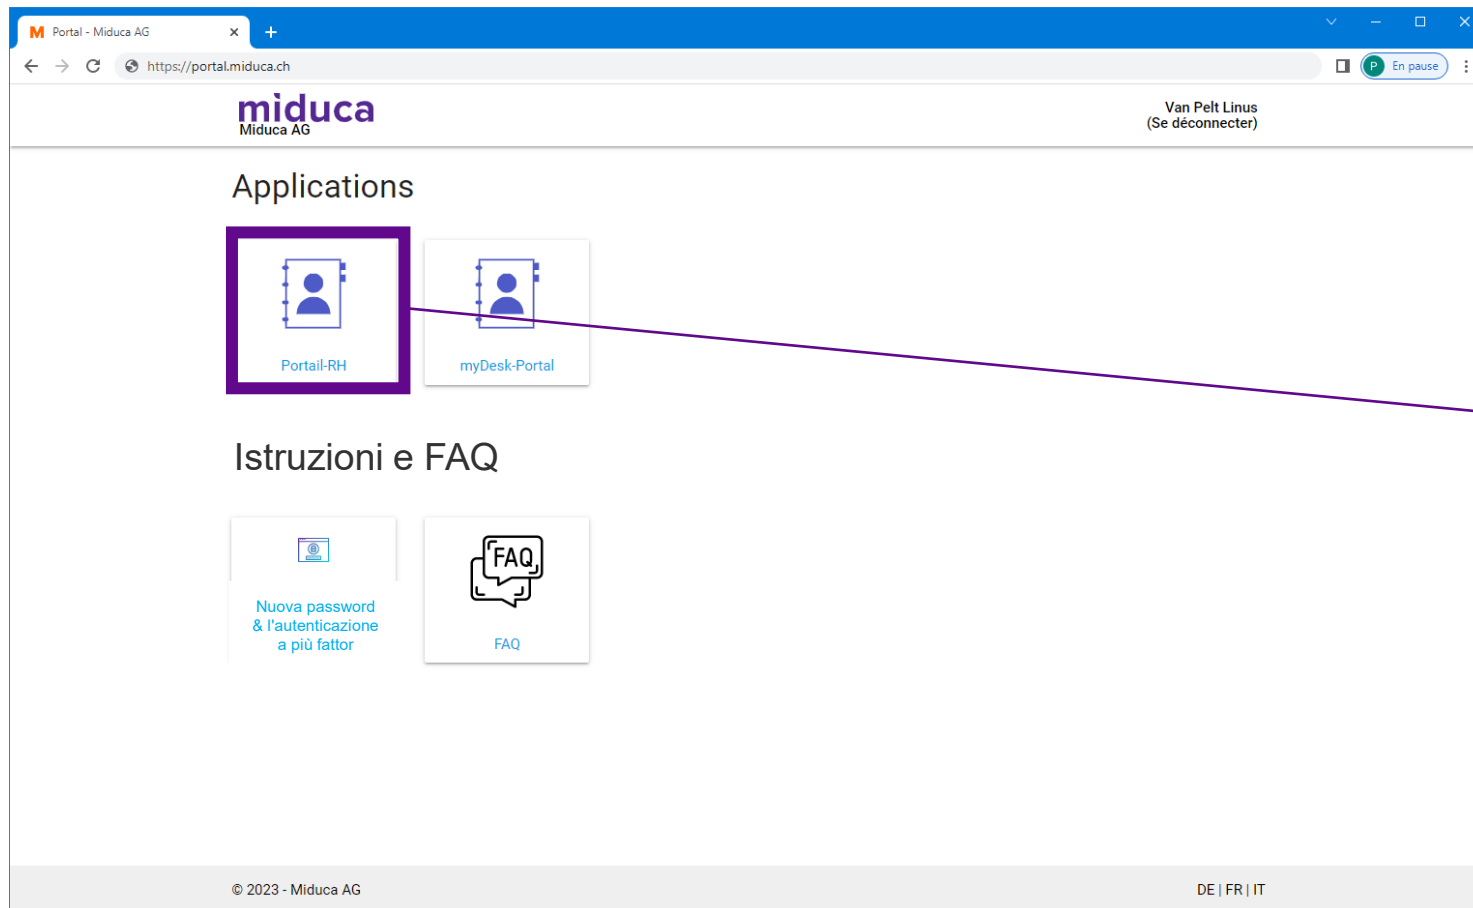 M Portal - Miduca AG
https://portal.miduca.ch
P En pause
miduca
Miduca AG
Van Pelt Linus
(Se déconnecter)
Applications
Portail-RH
myDesk-Portal
Istruzioni e FAQ
FAQ
Nuova password
& l'autenticazione
a più fattor
FAQ
© 2023 - Miduca AG
DE | FR | IT